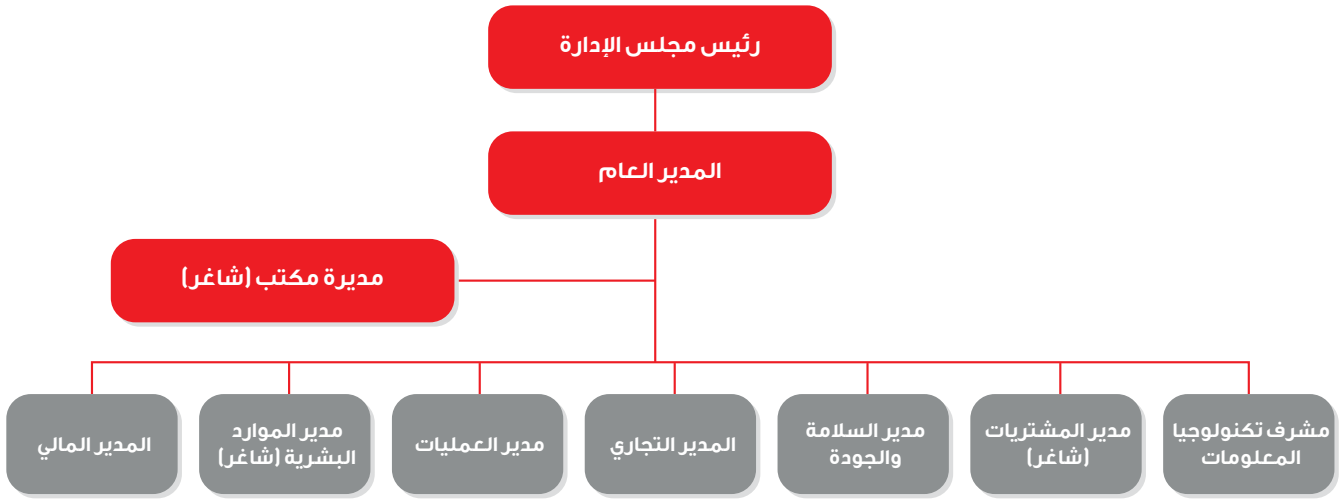 رئيس مجلس الإدارة
المدير العام
مديرة مكتب (شاغر)
مشرف تكنولوجيا
المعلومات
مدير المشتريات
(شاغر)
مدير السلامة
والجودة
المدير التجاري
مدير العمليات
مدير الموارد
البشرية (شاغر)
المدير المالي